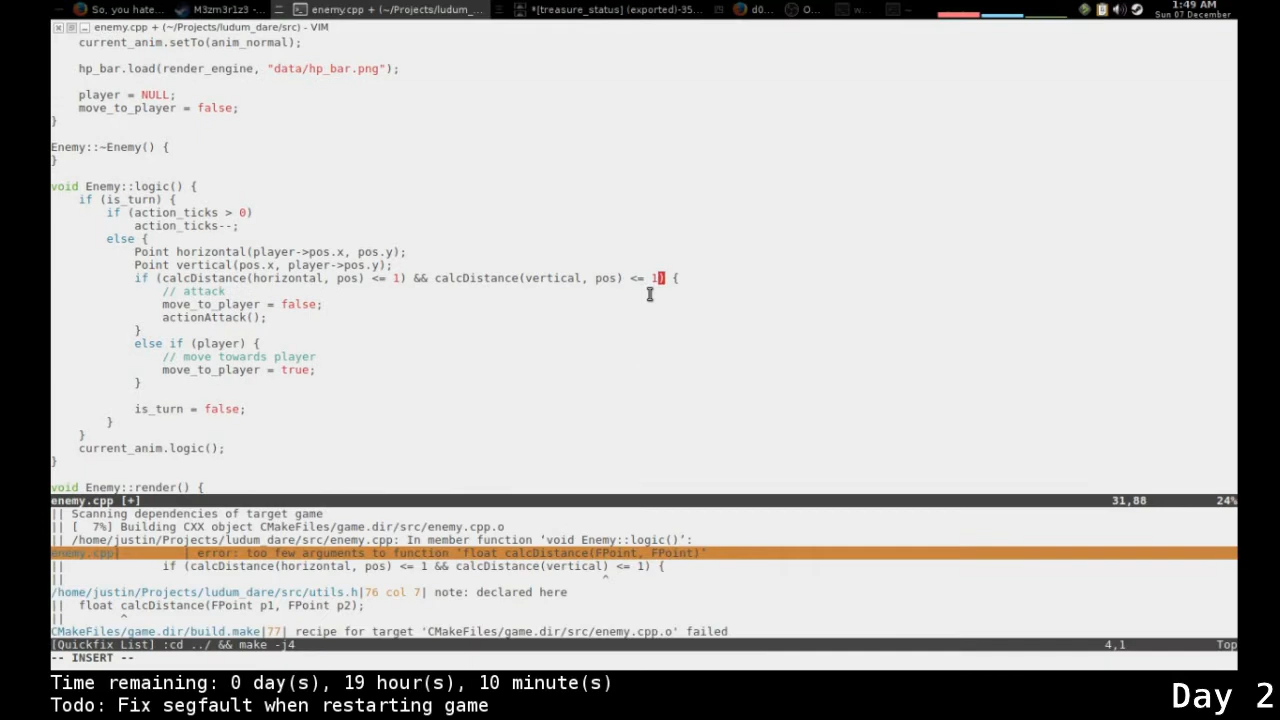 So, you hate...
M3zm3r1z3 -...
enemy.cpp + (~/Projects/ludum_...
*[treasure_status] (exported)-35...
d0...
O...
w...
1:49 AM
Sun 07 December
enemy.cpp + (~/Projects/ludum_dare/src) - VIM
current_anim.setTo(anim_normal);
hp_bar.load(render_engine, "data/hp_bar.png");
player = NULL;
move_to_player = false;
}
Enemy::~Enemy() {
}
void Enemy::logic() {
if (is_turn) {
if (action_ticks > 0)
action_ticks--;
else {
Point horizontal(player->pos.x, pos.y);
Point vertical(pos.x, player->pos.y);
if (calcDistance(horizontal, pos) <= 1) && calcDistance(vertical, pos) <= 1) {
// attack
move_to_player = false;
actionAttack();
}
else if (player) {
// move towards player
move_to_player = true;
}
is_turn = false;
}
}
current_anim.logic();
}
void Enemy::render() {
enemy.cpp [+] 31,88 24%
|| Scanning dependencies of target game
|| [  7%] Building CXX object CMakeFiles/game.dir/src/enemy.cpp.o
|| /home/justin/Projects/ludum_dare/src/enemy.cpp: In member function ‘void Enemy::logic()’:
enemy.cpp| | error: too few arguments to function ‘float calcDistance(FPoint, FPoint)’
|| if (calcDistance(horizontal, pos) <= 1 && calcDistance(vertical) <= 1) {
|| ^
/home/justin/Projects/ludum_dare/src/utils.h|76 col 7| note: declared here
|| float calcDistance(FPoint p1, FPoint p2);
|| ^
CMakeFiles/game.dir/build.make|77| recipe for target 'CMakeFiles/game.dir/src/enemy.cpp.o' failed
[Quickfix List] :cd ../ && make -j4 4,1 Top
-- INSERT --
Time remaining: 0 day(s), 19 hour(s), 10 minute(s)
Todo: Fix segfault when restarting game
Day 2